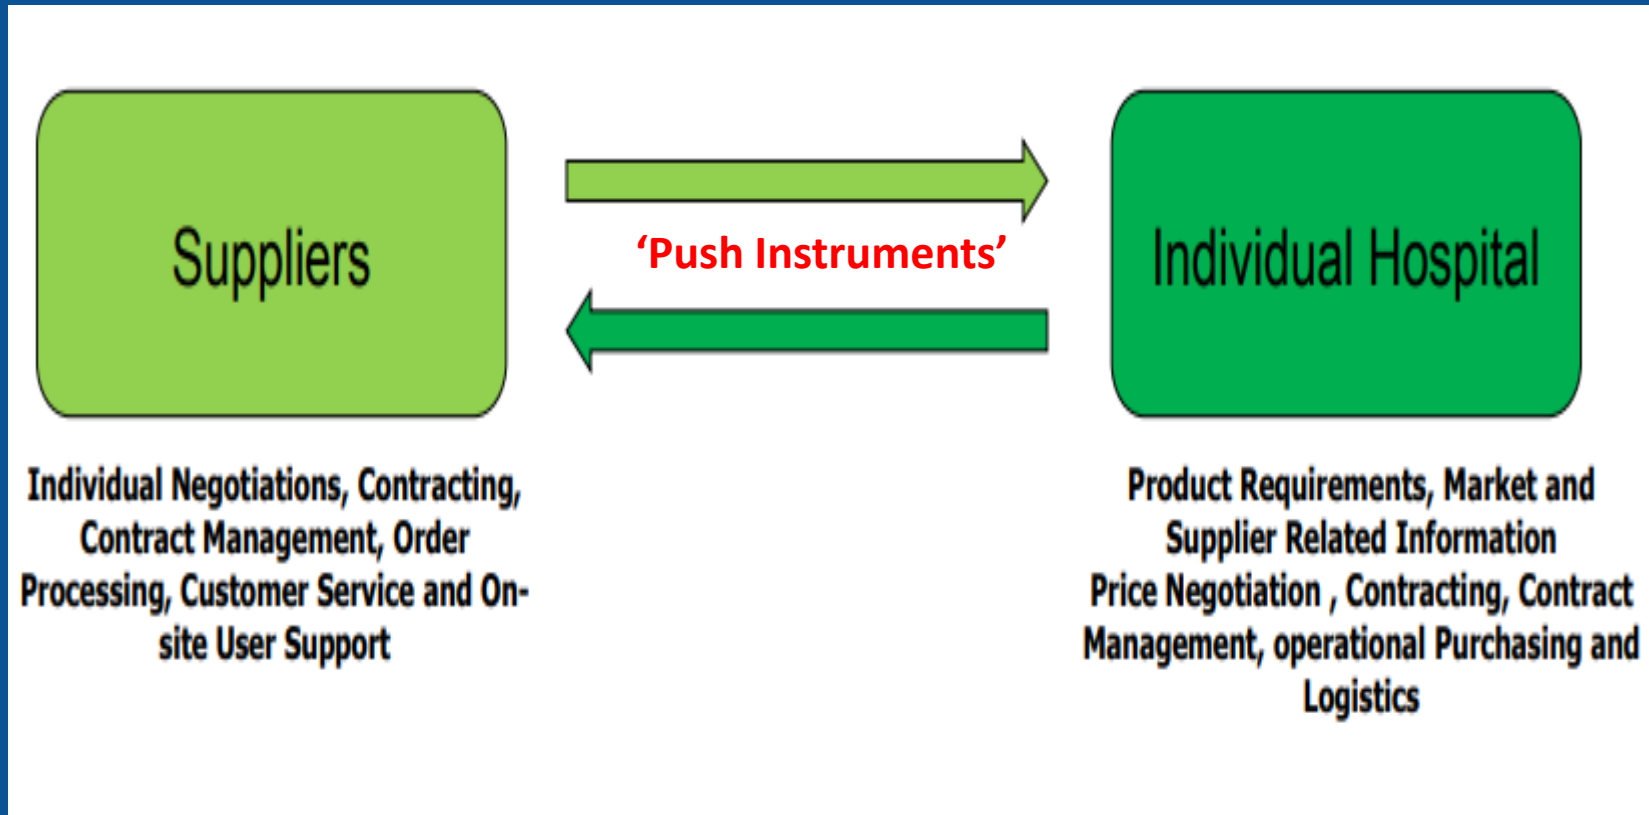 Suppliers
‘Push Instruments’
Individual Hospital
Individual Negotiations, Contracting,
Contract Management, Order
Processing, Customer Service and On-
site User Support
Product Requirements, Market and
Supplier Related Information
Price Negotiation , Contracting, Contract
Management, operational Purchasing and
Logistics